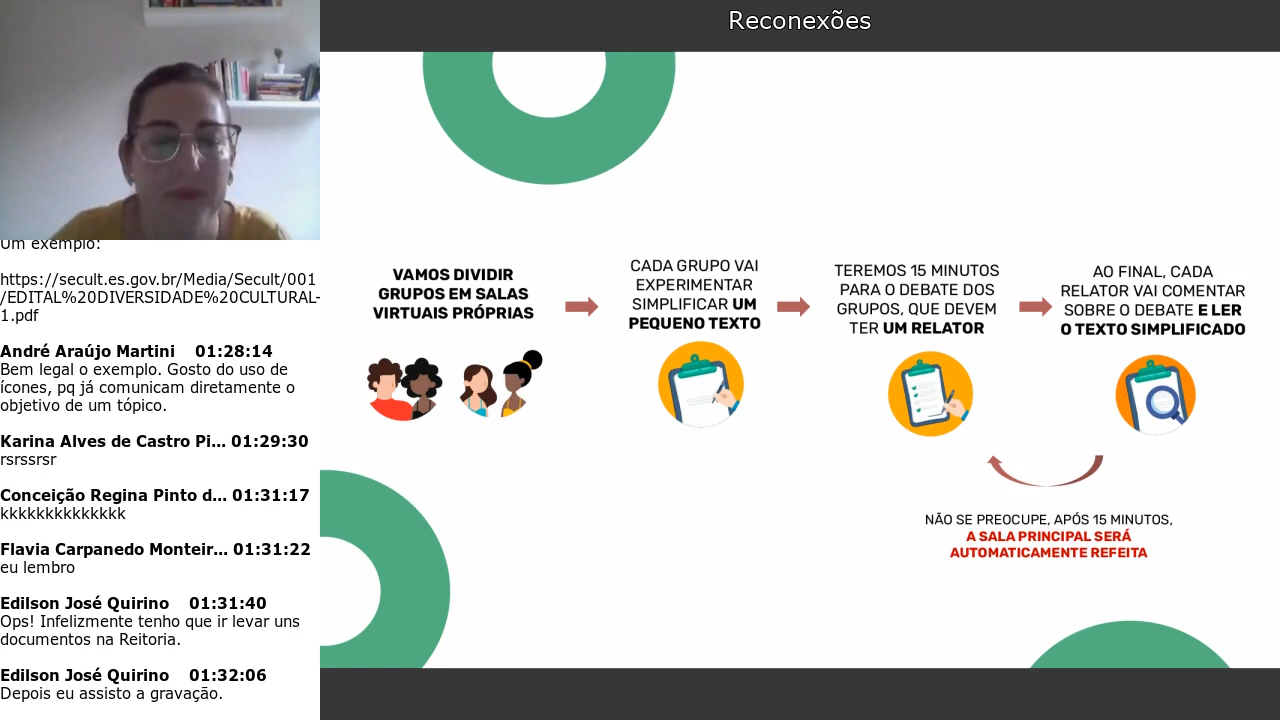 Reconexões
Um exemplo:
https://secult.es.gov.br/Media/Secult/001
/EDITAL%20DIVERSIDADE%20CULTURAL-
1.pdf
André Araújo Martini 01:28:14
Bem legal o exemplo. Gosto do uso de
ícones, pq já comunicam diretamente o
objetivo de um tópico.
Karina Alves de Castro Pi... 01:29:30
rsrssrsr
Conceição Regina Pinto d... 01:31:17
kkkkkkkkkkkkkk
Flavia Carpanedo Monteir... 01:31:22
eu lembro
Edilson José Quirino 01:31:40
Ops! Infelizmente tenho que ir levar uns
documentos na Reitoria.
Edilson José Quirino 01:32:06
Depois eu assisto a gravação.
VAMOS DIVIDIR
GRUPOS EM SALAS
VIRTUAIS PRÓPRIAS
CADA GRUPO VAI
EXPERIMENTAR
SIMPLIFICAR UM
PEQUENO TEXTO
TEREMOS 15 MINUTOS
PARA O DEBATE DOS
GRUPOS, QUE DEVEM
TER UM RELATOR
AO FINAL, CADA
RELATOR VAI COMENTAR
SOBRE O DEBATE E LER
O TEXTO SIMPLIFICADO
NÃO SE PREOCUPE, APÓS 15 MINUTOS,
A SALA PRINCIPAL SERÁ
AUTOMATICAMENTE REFEITA